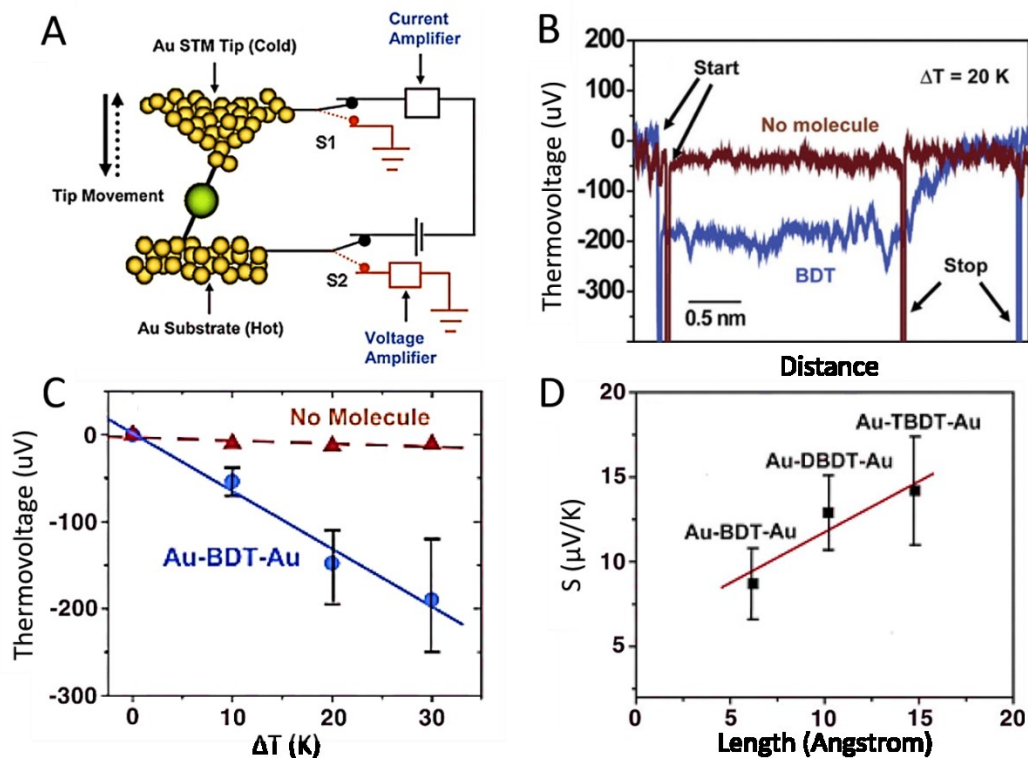 A
Au STM Tip (Cold)
Current
Amplifier
S1
Tip Movement
S2
Au Substrate (Hot)
Voltage
Amplifier
B
Thermovoltage (uV)
200
100
0
-100
-200
-300
Start
ΔT = 20 K
No molecule
BDT
0.5 nm
Stop
Distance
C
Thermovoltage (uV)
0
-100
-200
-300
No Molecule
Au-BDT-Au
0
10
20
30
ΔT (K)
D
S (μV/K)
20
15
10
5
Au-TBDT-Au
Au-DBDT-Au
Au-BDT-Au
0
5
10
15
20
Length (Angstrom)